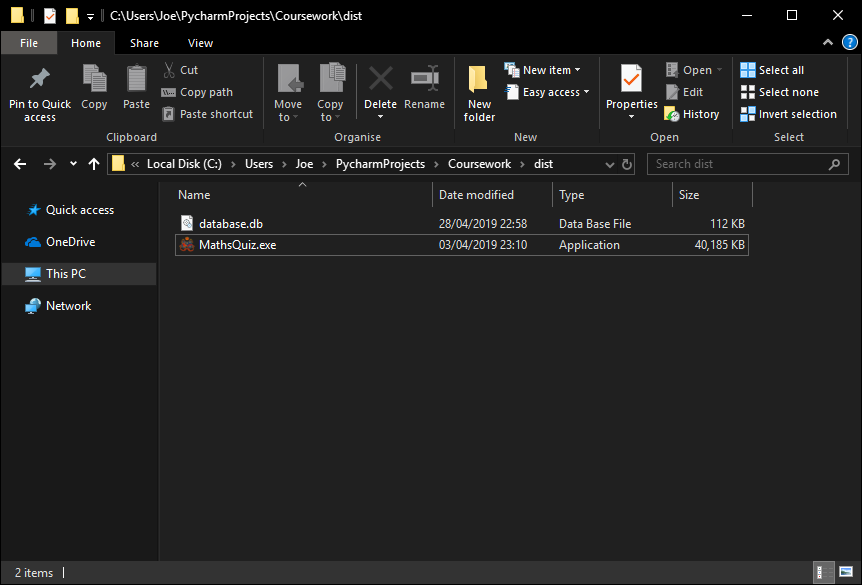 C:\Users\Joe\PycharmProjects\Coursework\dist
File Home Share View
Pin to Quick access
Copy
Paste
Cut
Copy path
Paste shortcut
Clipboard
Move to
Copy to
Delete
Rename
Organise
New folder
New item
Easy access
New
Properties
Open
Edit
History
Open
Select all
Select none
Invert selection
Select
« Local Disk (C:) > Users > Joe > PycharmProjects > Coursework > dist
Search dist
Quick access
OneDrive
This PC
Network
Name Date modified Type Size
database.db 28/04/2019 22:58 Data Base File 112 KB
MathsQuiz.exe 03/04/2019 23:10 Application 40,185 KB
2 items